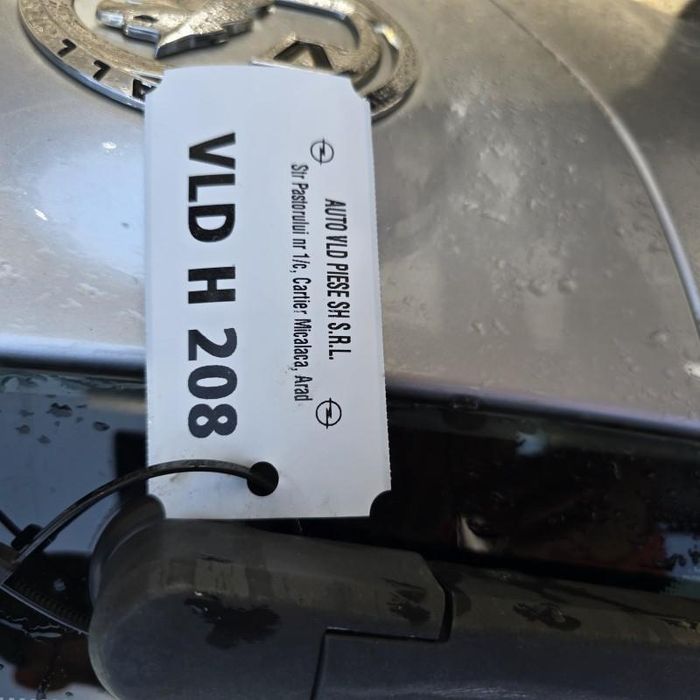 AUTO VLD PIESE SH S.R.L.
Str Pastorului nr 1/c, Cartier Micalaca, Arad
VLD H 208